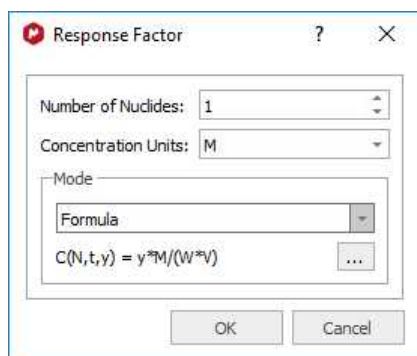 Response Factor ?
Number of Nuclides: 1
Concentration Units: M
Mode
Formula
C(N,t,y) = y*M/(W*V) ...
OK Cancel